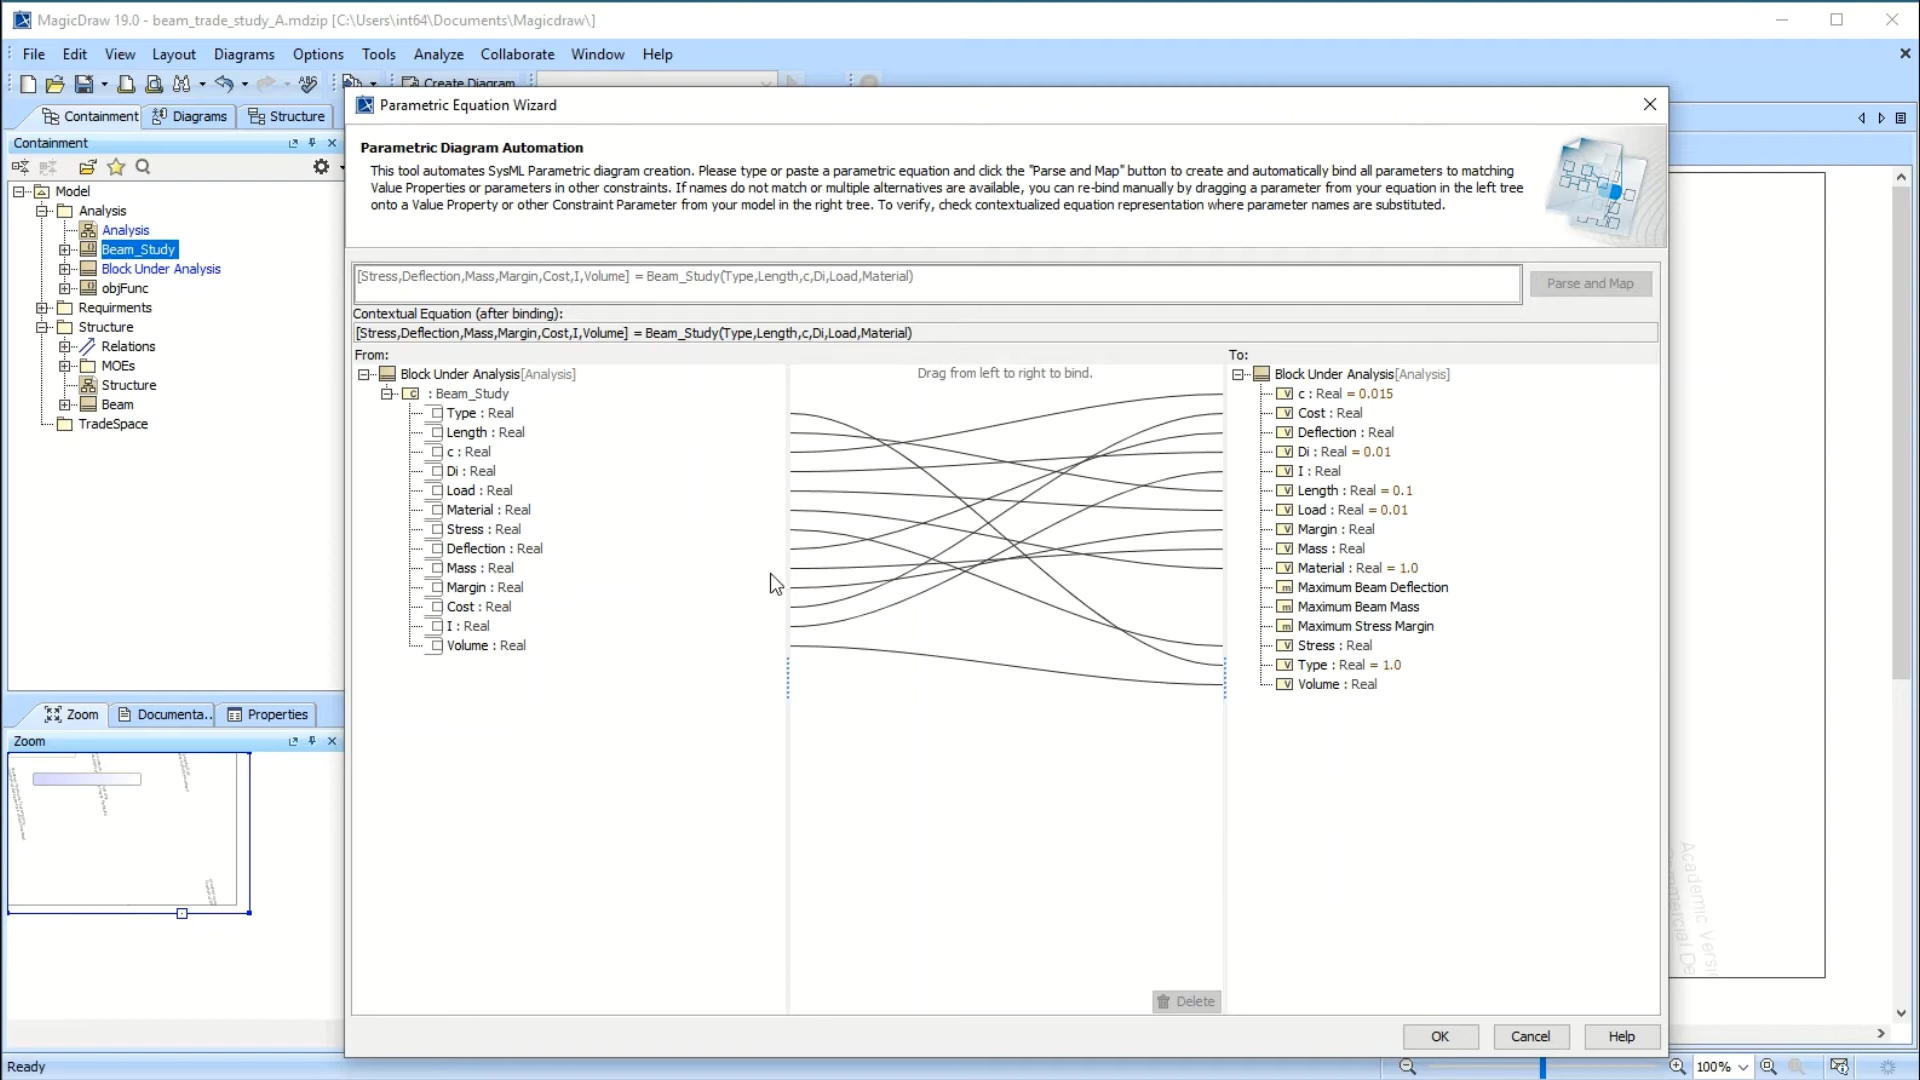 MagicDraw 19.0 - beam_trade_study_A.mdzip [C:\Users\int64\Documents\Magicdraw\]
File Edit View Layout Diagrams Options Tools Analyze Collaborate Window Help
Create Diagram
Containment Diagrams Structure
Containment
Model
Analysis
Analysis
Beam_Study
Block Under Analysis
objFunc
Requirments
Structure
Relations
MOEs
Structure
Beam
TradeSpace
Zoom Documenta... Properties
Zoom
Parametric Equation Wizard
Parametric Diagram Automation
This tool automates SysML Parametric diagram creation. Please type or paste a parametric equation and click the "Parse and Map" button to create and automatically bind all parameters to matching
Value Properties or parameters in other constraints. If names do not match or multiple alternatives are available, you can re-bind manually by dragging a parameter from your equation in the left tree
onto a Value Property or other Constraint Parameter from your model in the right tree. To verify, check contextualized equation representation where parameter names are substituted.
[Stress,Deflection,Mass,Margin,Cost,I,Volume] = Beam_Study(Type,Length,c,Di,Load,Material)
Parse and Map
Contextual Equation (after binding):
[Stress,Deflection,Mass,Margin,Cost,I,Volume] = Beam_Study(Type,Length,c,Di,Load,Material)
From:
Block Under Analysis[Analysis]
: Beam_Study
Type : Real
Length : Real
c : Real
Di : Real
Load : Real
Material : Real
Stress : Real
Deflection : Real
Mass : Real
Margin : Real
Cost : Real
I : Real
Volume : Real
Drag from left to right to bind.
Delete
To:
Block Under Analysis[Analysis]
c : Real = 0.015
Cost : Real
Deflection : Real
Di : Real = 0.01
I : Real
Length : Real = 0.1
Load : Real = 0.01
Margin : Real
Mass : Real
Material : Real = 1.0
Maximum Beam Deflection
Maximum Beam Mass
Maximum Stress Margin
Stress : Real
Type : Real = 1.0
Volume : Real
OK Cancel Help
Academic Versi
Ready
100%